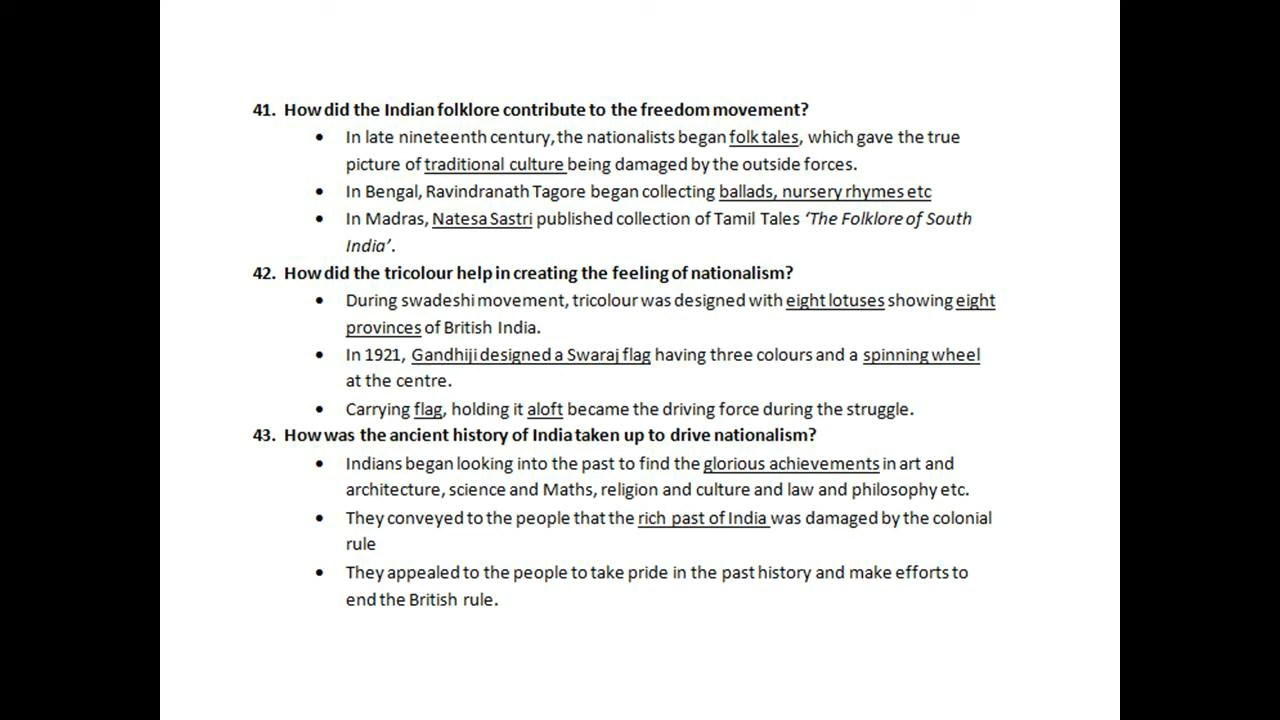 41. How did the Indian folklore contribute to the freedom movement?
• In late nineteenth century, the nationalists began folk tales, which gave the true
picture of traditional culture being damaged by the outside forces.
• In Bengal, Ravindranath Tagore began collecting ballads, nursery rhymes etc
• In Madras, Natesa Sastri published collection of Tamil Tales ‘The Folklore of South
India’.
42. How did the tricolour help in creating the feeling of nationalism?
• During swadeshi movement, tricolour was designed with eight lotuses showing eight
provinces of British India.
• In 1921, Gandhiji designed a Swaraj flag having three colours and a spinning wheel
at the centre.
• Carrying flag, holding it aloft became the driving force during the struggle.
43. How was the ancient history of India taken up to drive nationalism?
• Indians began looking into the past to find the glorious achievements in art and
architecture, science and Maths, religion and culture and law and philosophy etc.
• They conveyed to the people that the rich past of India was damaged by the colonial
rule
• They appealed to the people to take pride in the past history and make efforts to
end the British rule.